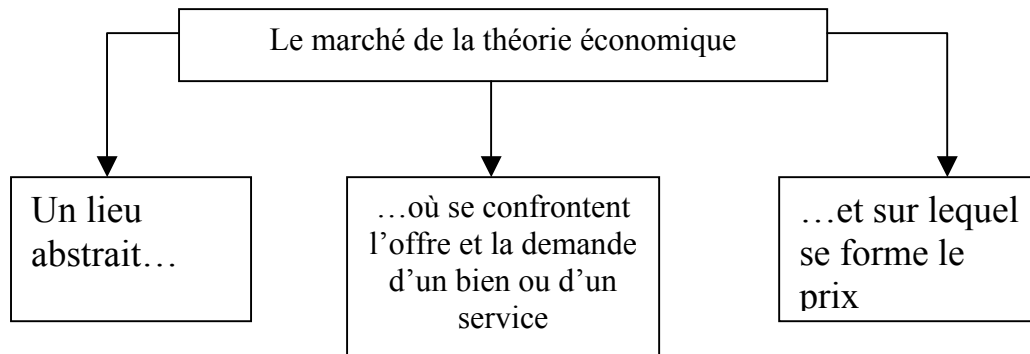 Le marché de la théorie économique
Un lieu
abstrait…
…où se confrontent
l’offre et la demande
d’un bien ou d’un
service
…et sur lequel
se forme le
prix